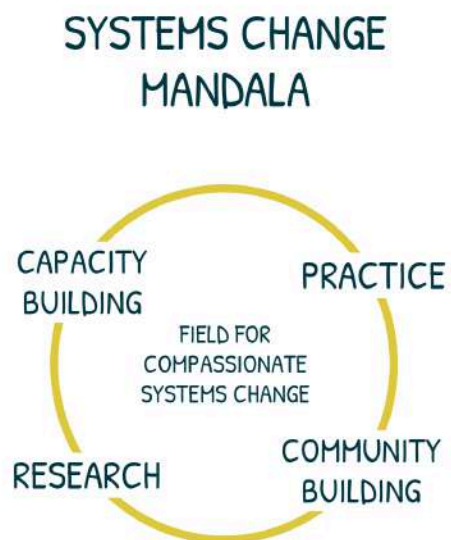 SYSTEMS CHANGE
MANDALA
CAPACITY
BUILDING
PRACTICE
FIELD FOR
COMPASSIONATE
SYSTEMS CHANGE
RESEARCH
COMMUNITY
BUILDING